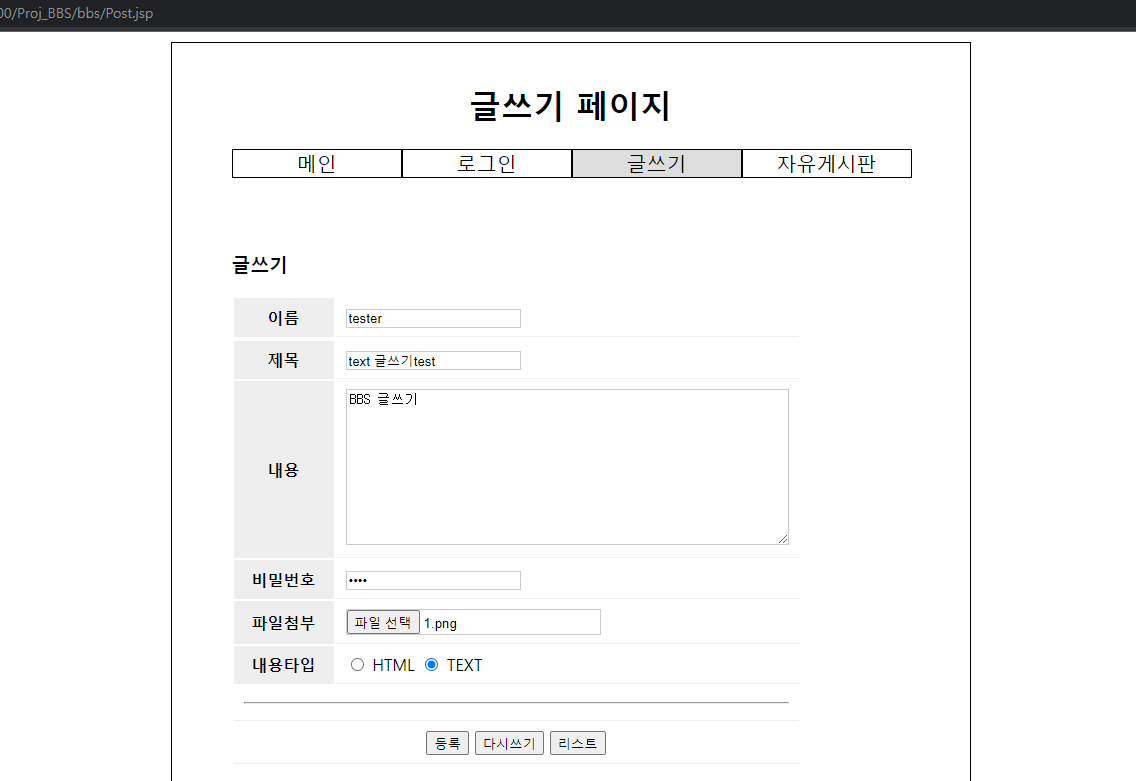 00/Proj_BBS/bbs/Post.jsp
글쓰기 페이지
메인 로그인 글쓰기 자유게시판
글쓰기
이름 tester
제목 text 글쓰기test
내용 BBS 글쓰기
비밀번호 ••••
파일첨부 파일 선택 1.png
내용타입 HTML TEXT
등록 다시쓰기 리스트